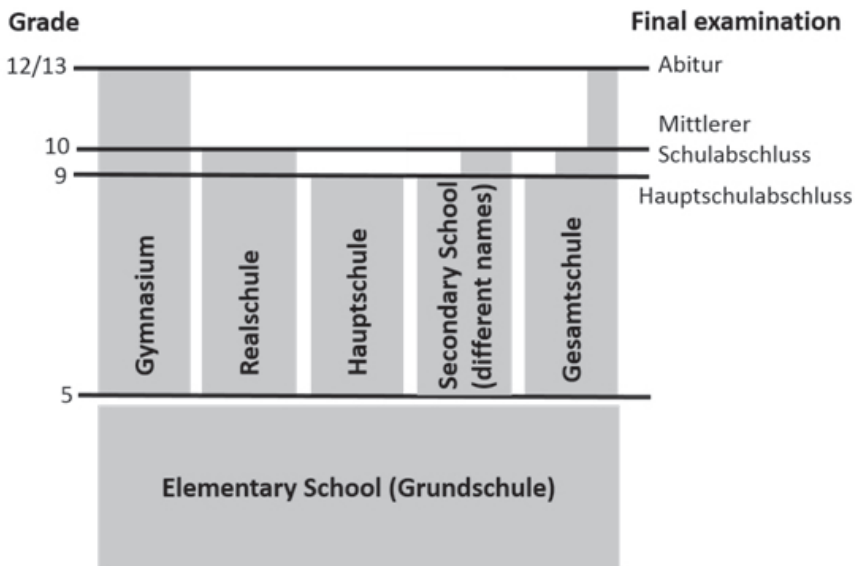 Grade
Final examination
12/13
Abitur
Mittlerer
10
Schulabschluss
9
Hauptschulabschluss
Gymnasium
Realschule
Hauptschule
Secondary School
(different names)
Gesamtschule
5
Elementary School (Grundschule)